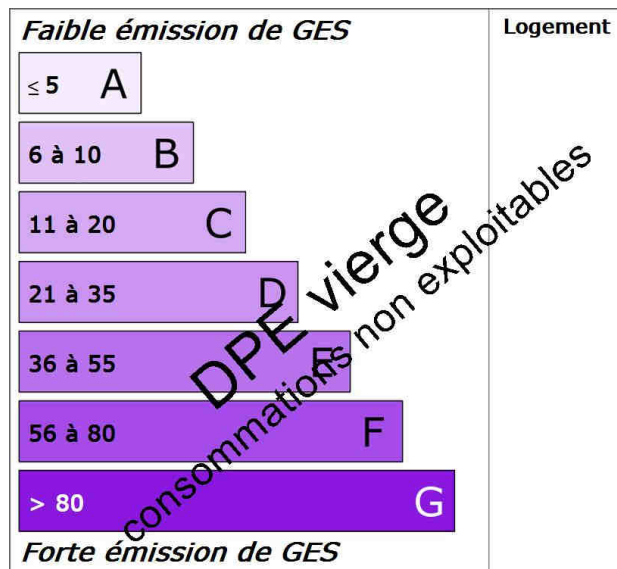 Faible émission de GES
Logement
≤ 5 A
6 à 10 B
11 à 20 C
21 à 35 D
36 à 55 E
56 à 80 F
> 80 G
Forte émission de GES
DPE vierge
consommations non exploitables